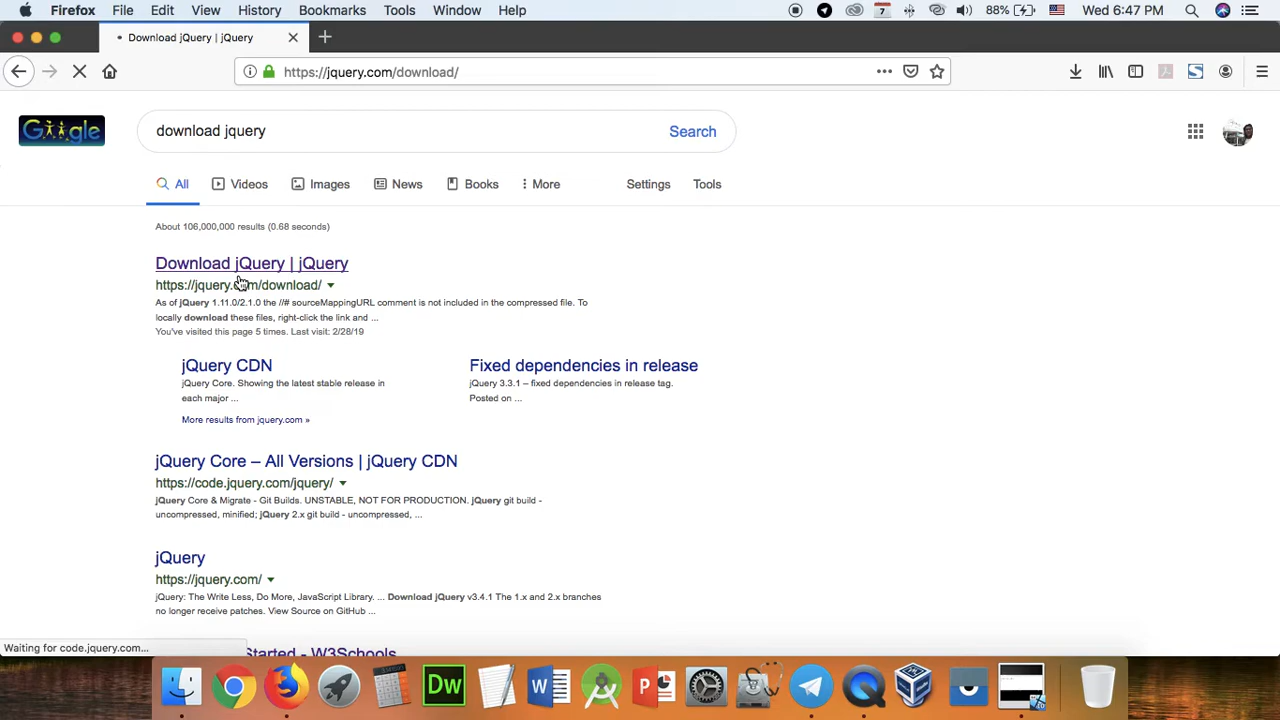 Firefox File Edit View History Bookmarks Tools Window Help 7 88% Wed 6:47 PM
Download jQuery | jQuery
https://jquery.com/download/
Google download jquery Search
All Videos Images News Books More Settings Tools
About 106,000,000 results (0.68 seconds)
Download jQuery | jQuery
https://jquery.com/download/
As of jQuery 1.11.0/2.1.0 the //# sourceMappingURL comment is not included in the compressed file. To
locally download these files, right-click the link and ...
You've visited this page 5 times. Last visit: 2/28/19
jQuery CDN Fixed dependencies in release
jQuery Core. Showing the latest stable release in jQuery 3.3.1 – fixed dependencies in release tag.
each major ... Posted on ...
More results from jquery.com »
jQuery Core – All Versions | jQuery CDN
https://code.jquery.com/jquery/
jQuery Core & Migrate - Git Builds. UNSTABLE, NOT FOR PRODUCTION. jQuery git build -
uncompressed, minified; jQuery 2.x git build - uncompressed, ...
jQuery
https://jquery.com/
jQuery: The Write Less, Do More, JavaScript Library. ... Download jQuery v3.4.1 The 1.x and 2.x branches
no longer receive patches. View Source on GitHub ...
Waiting for code.jquery.com...
Started - W3Schools
Dw W P